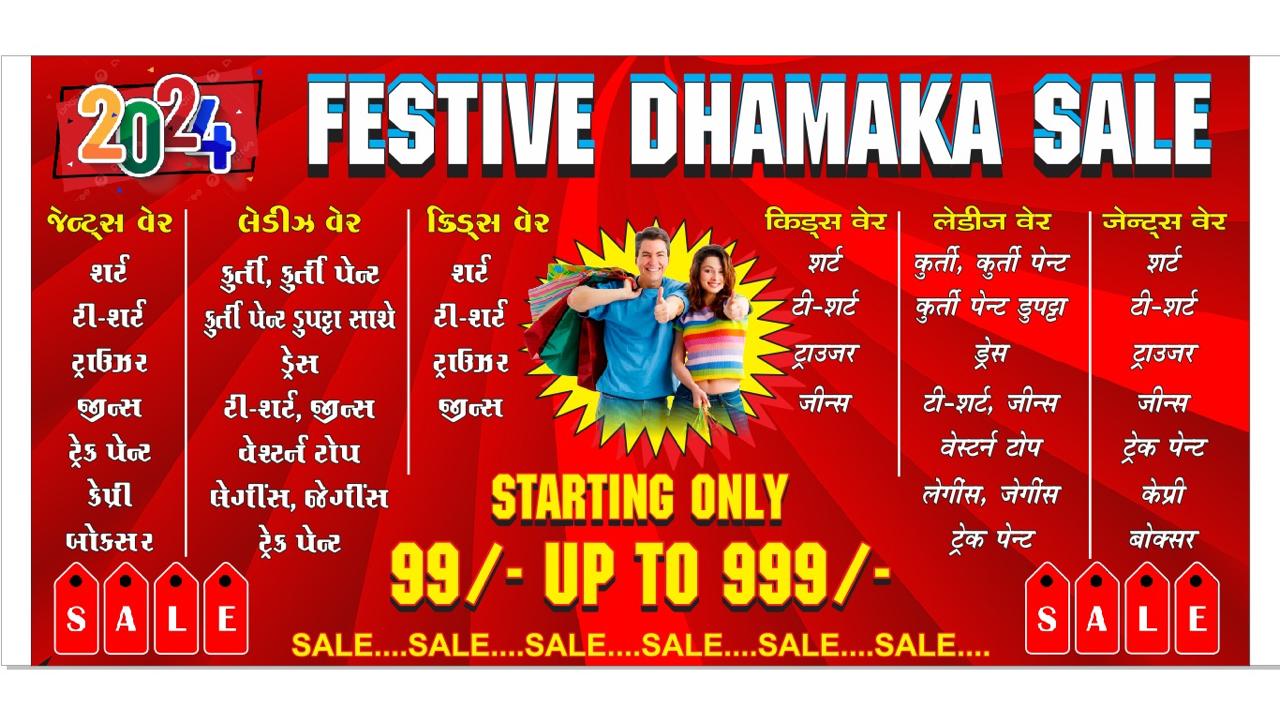 2024
FESTIVE DHAMAKA SALE
જેન્ટ્સ વેર
શર્ટ
ટી-શર્ટ
ટ્રાઉઝર
જીન્સ
ટ્રેક પેન્ટ
કેપ્રી
બોક્સર
લેડીઝ વેર
કુર્તી, કુર્તી પેન્ટ
કુર્તી પેન્ટ ડુપટ્ટા સાથે
ડ્રેસ
ટી-શર્ટ, જીન્સ
વેશ્ટર્ન ટોપ
લેગીંસ, જેગીંસ
ટ્રેક પેન્ટ
કિડ્સ વેર
શર્ટ
ટી-શર્ટ
ટ્રાઉઝર
જીન્સ
किड्स वेर
शर्ट
टी-शर्ट
ट्राउजर
जीन्स
लेडीज वेर
कुर्ती, कुर्ती पेन्ट
कुर्ती पेन्ट डुपट्टा
ड्रेस
टी-शर्ट, जीन्स
वेस्टर्न टोप
लेगींस, जेगींस
ट्रेक पेन्ट
जेन्ट्स वेर
शर्ट
टी-शर्ट
ट्राउजर
जीन्स
ट्रेक पेन्ट
केप्री
बोक्सर
STARTING ONLY
99/- UP TO 999/-
SALE
SALE....SALE....SALE....SALE....SALE....SALE....
SALE